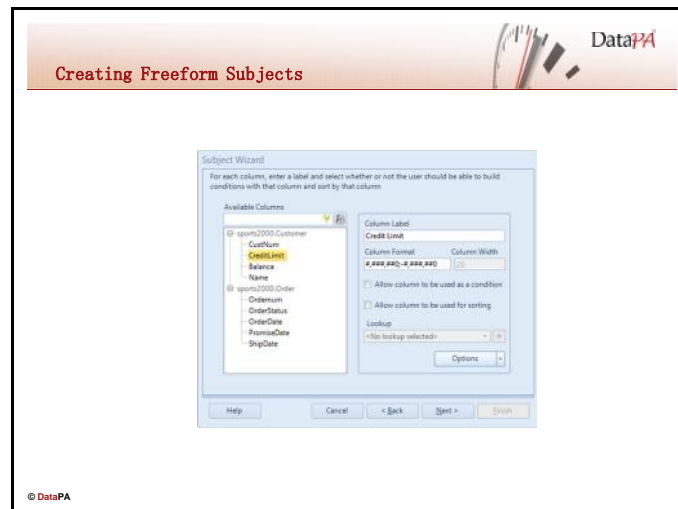 DataPA
Creating Freeform Subjects
Subject Wizard
For each column, enter a label and select whether or not the user should be able to build
conditions with that column and sort by that column
Available Columns
sports2000.Customer
CustNum
CreditLimit
Balance
Name
sports2000.Order
Ordernum
OrderStatus
OrderDate
PromiseDate
ShipDate
Column Label
Credit Limit
Column Format Column Width
#,###,##0;-#,###,##0 20
Allow column to be used as a condition
Allow column to be used for sorting
Lookup
<No lookup selected>
Options
Help Cancel < Back Next > Finish
© DataPA